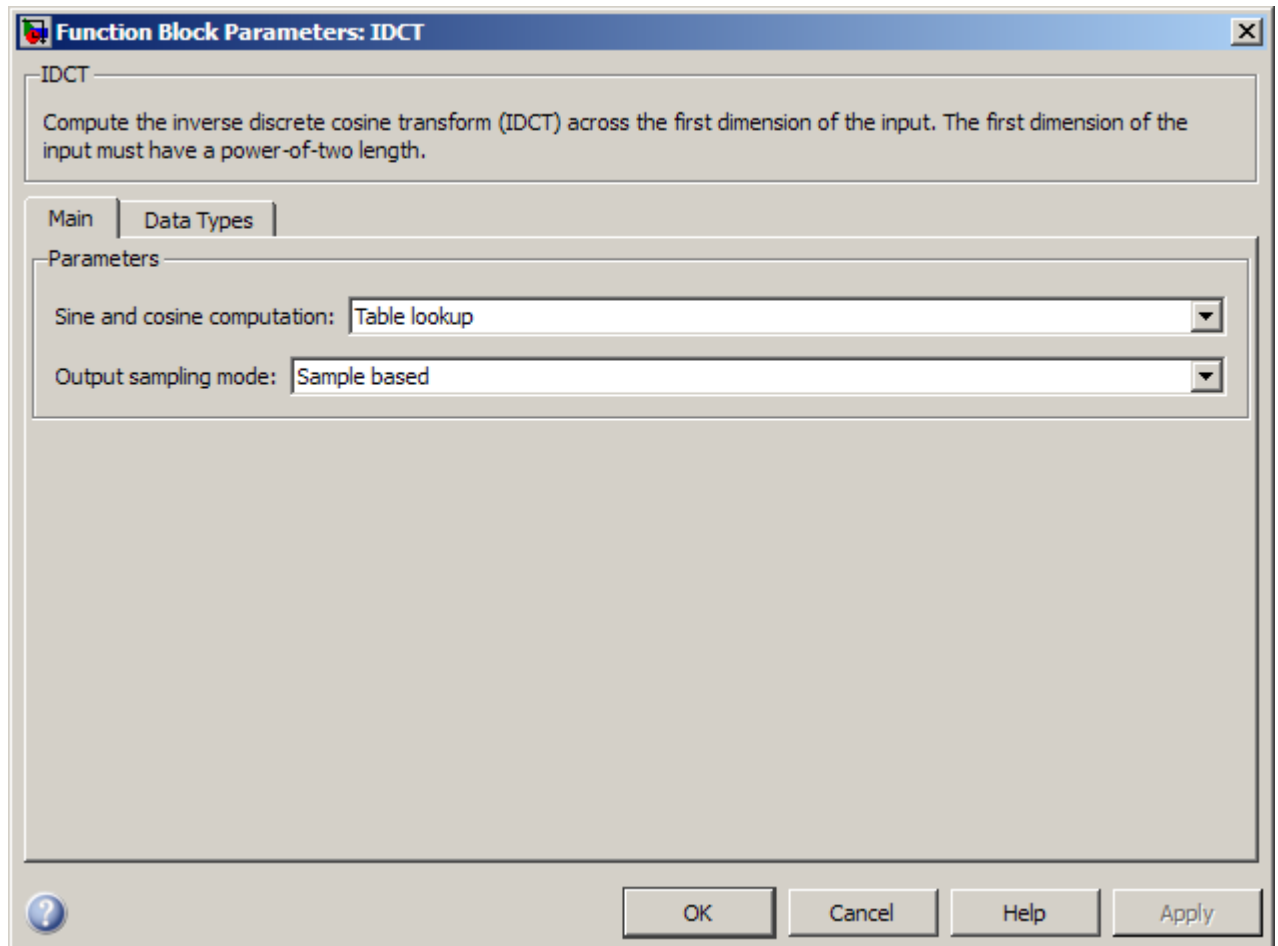 Function Block Parameters: IDCT
IDCT
Compute the inverse discrete cosine transform (IDCT) across the first dimension of the input. The first dimension of the
input must have a power-of-two length.
Main Data Types
Parameters
Sine and cosine computation: Table lookup
Output sampling mode: Sample based
OK Cancel Help Apply